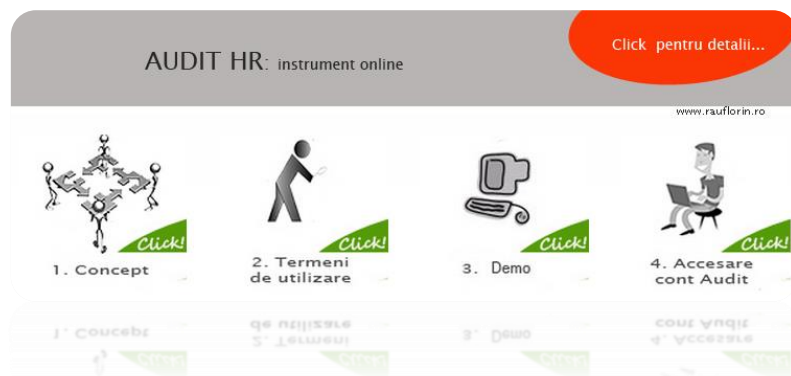 AUDIT HR: instrument online
Click pentru detalii...
www.rauflorin.ro
Click!
Click!
Click!
Click!
1. Concept
2. Termeni
de utilizare
3. Demo
4. Accesare
cont Audit